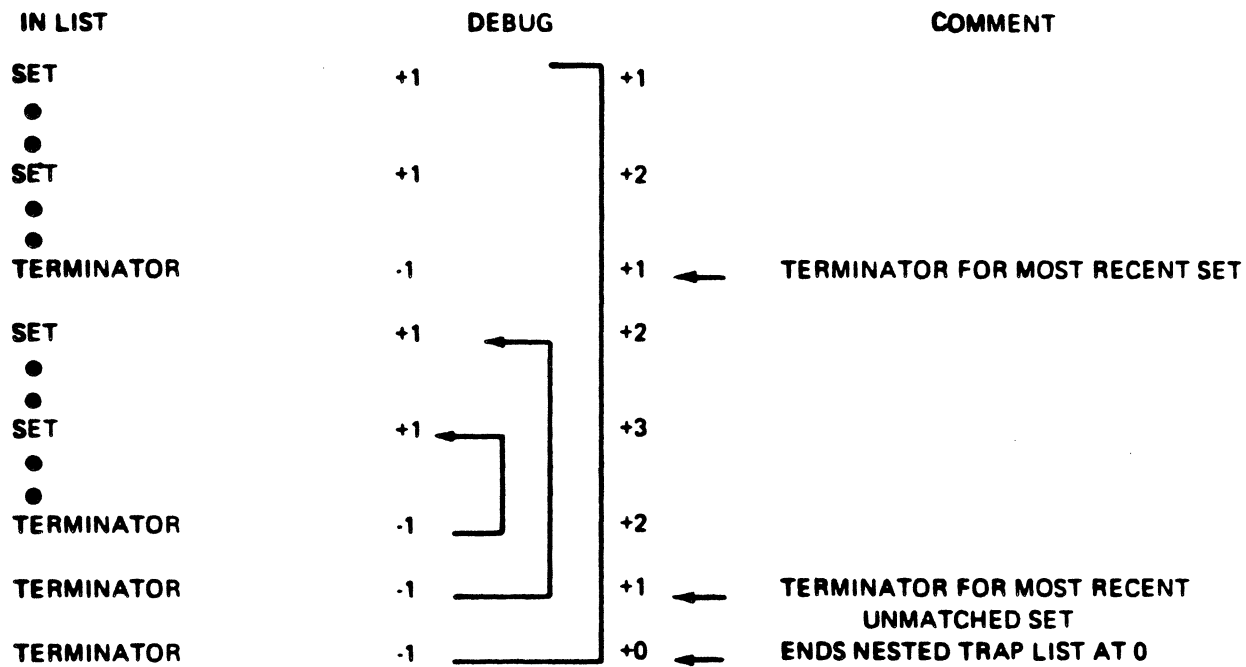 IN LIST DEBUG COMMENT
SET +1 +1
SET +1 +2
TERMINATOR -1 +1 TERMINATOR FOR MOST RECENT SET
SET +1 +2
SET +1 +3
TERMINATOR -1 +2
TERMINATOR -1 +1 TERMINATOR FOR MOST RECENT
UNMATCHED SET
TERMINATOR -1 +0 ENDS NESTED TRAP LIST AT 0